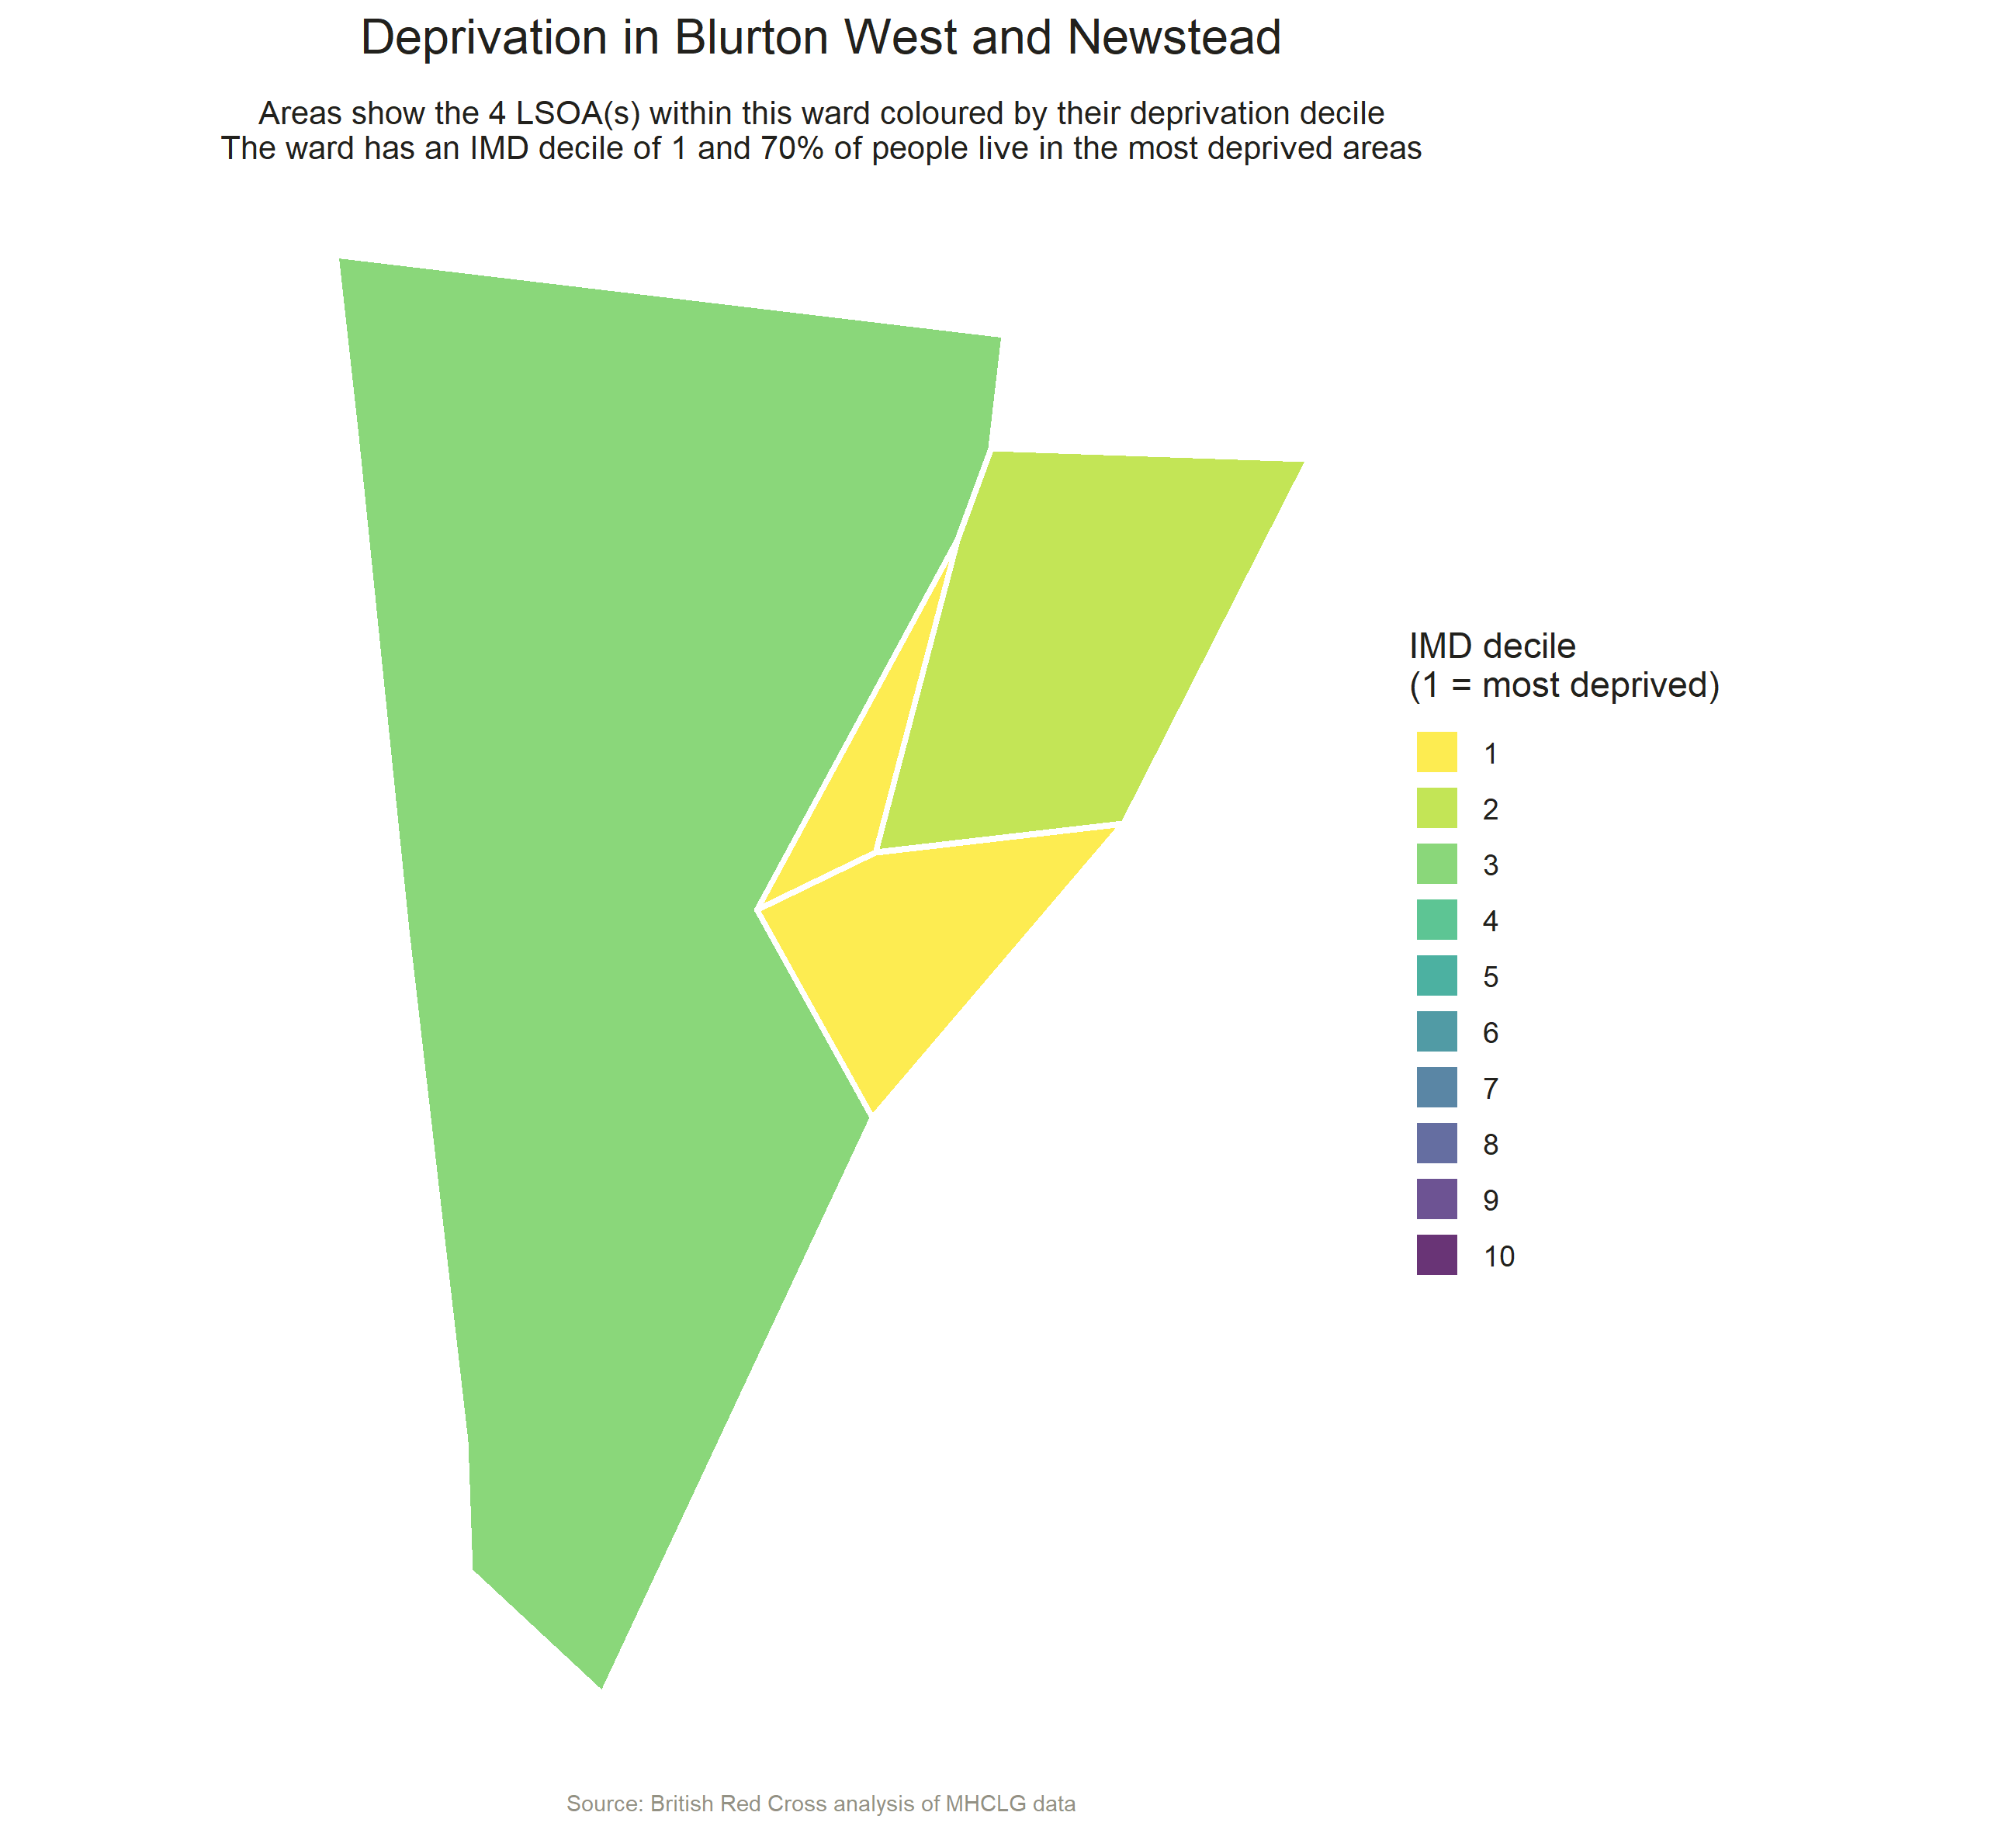 Deprivation in Blurton West and Newstead
Areas show the 4 LSOA(s) within this ward coloured by their deprivation decile
The ward has an IMD decile of 1 and 70% of people live in the most deprived areas
IMD decile
(1 = most deprived)
1
2
3
4
5
6
7
8
9
10
Source: British Red Cross analysis of MHCLG data